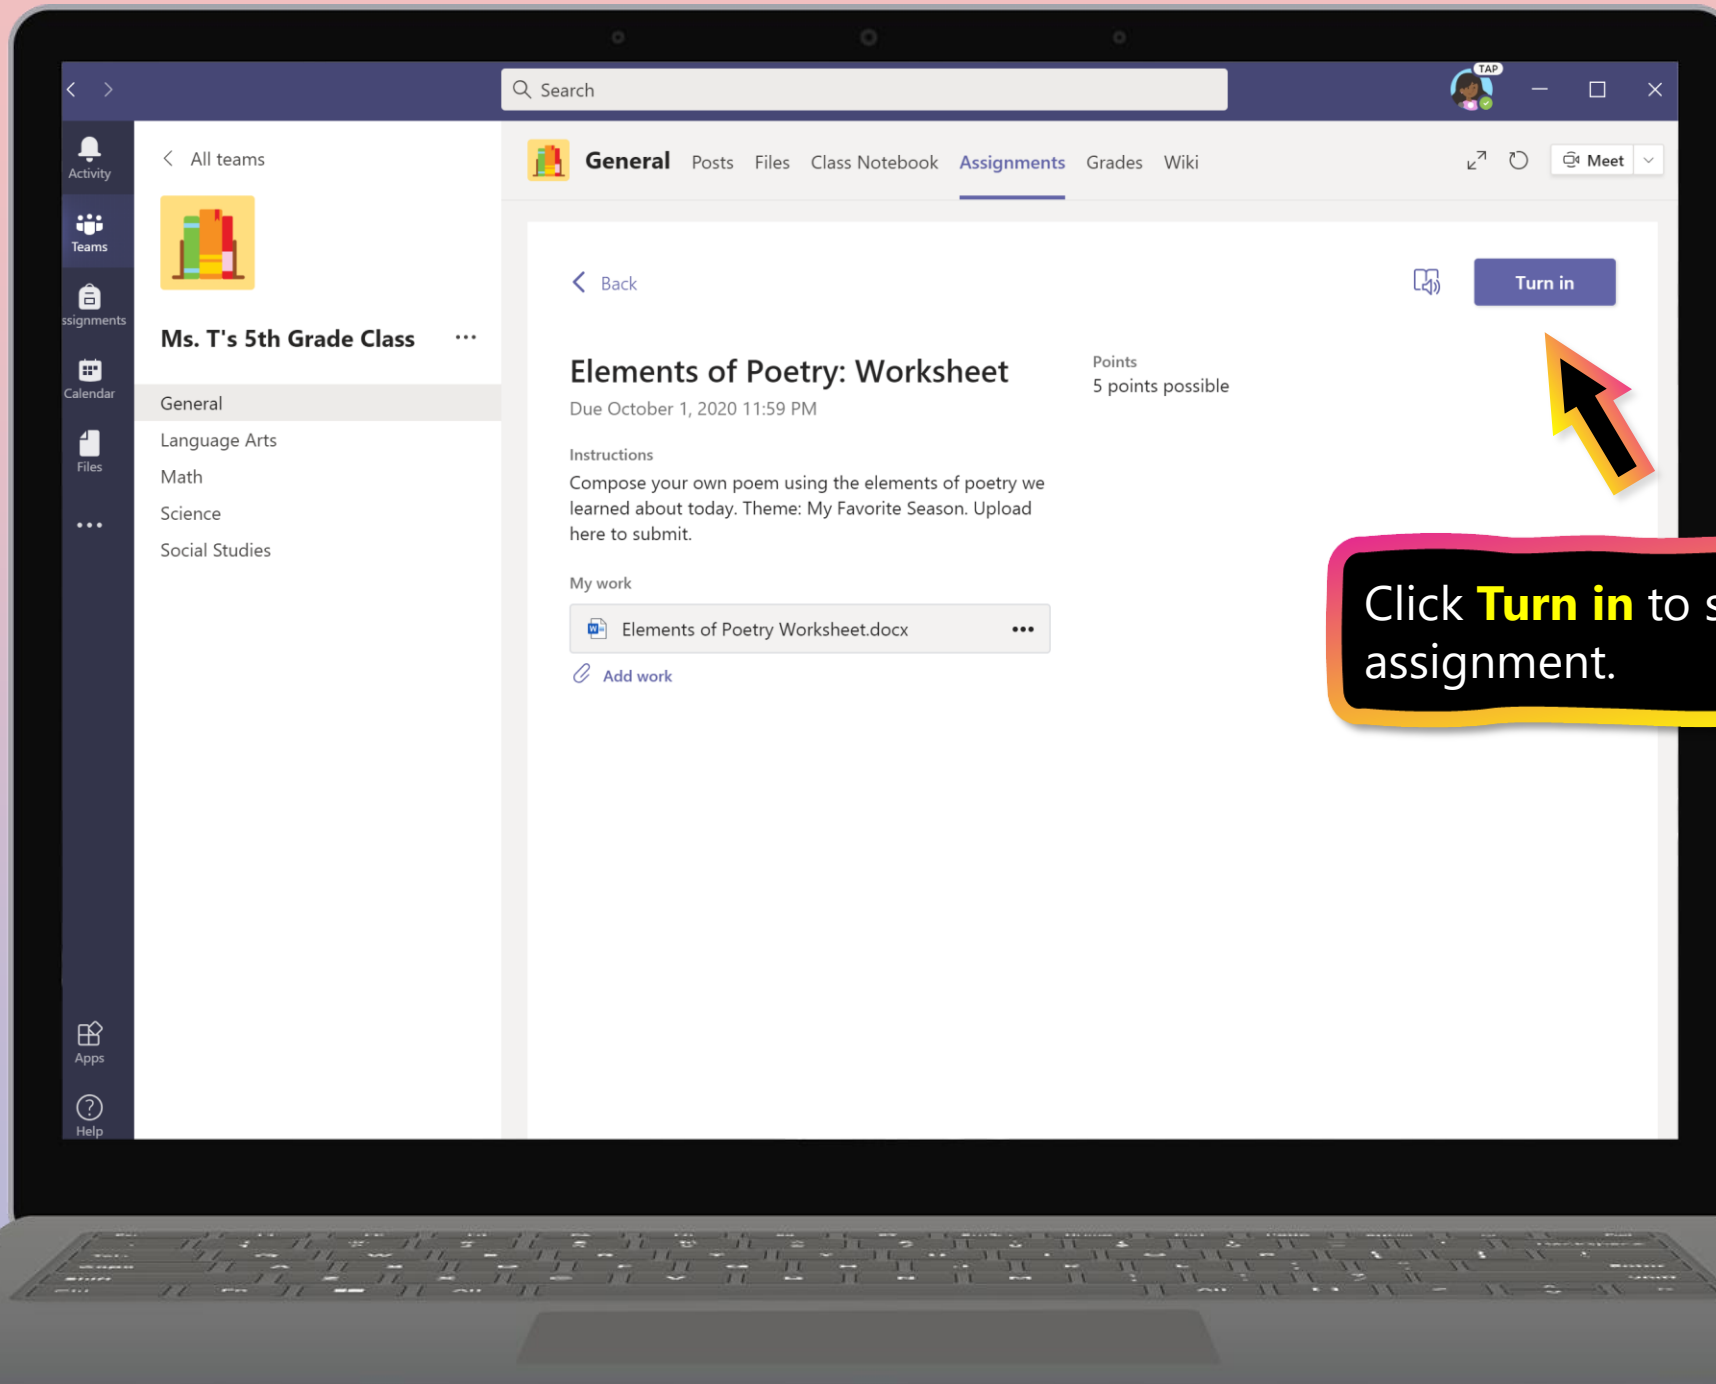 Search
TAP
Activity
Teams
ssignments
Calendar
Files
Apps
Help
All teams
Ms. T's 5th Grade Class
General
Language Arts
Math
Science
Social Studies
General Posts Files Class Notebook Assignments Grades Wiki
Meet
Back
Turn in
Elements of Poetry: Worksheet
Due October 1, 2020 11:59 PM
Points
5 points possible
Instructions
Compose your own poem using the elements of poetry we
learned about today. Theme: My Favorite Season. Upload
here to submit.
My work
Elements of Poetry Worksheet.docx
Add work
Click Turn in to s
assignment.